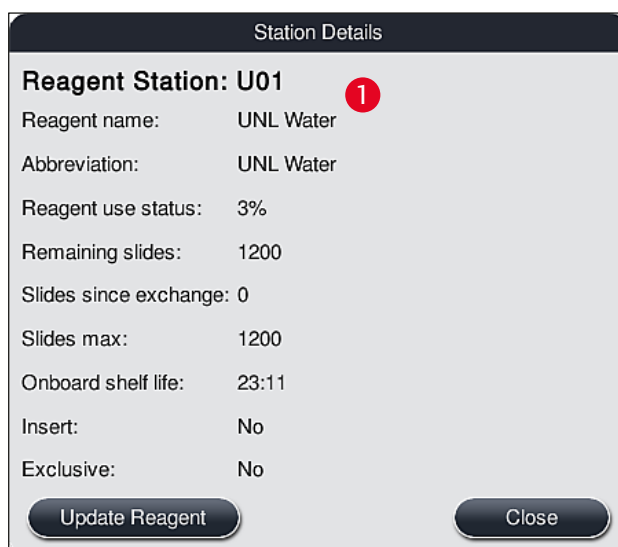 Station Details
Reagent Station: U01
1
Reagent name: UNL Water
Abbreviation: UNL Water
Reagent use status: 3%
Remaining slides: 1200
Slides since exchange: 0
Slides max: 1200
Onboard shelf life: 23:11
Insert: No
Exclusive: No
Update Reagent Close